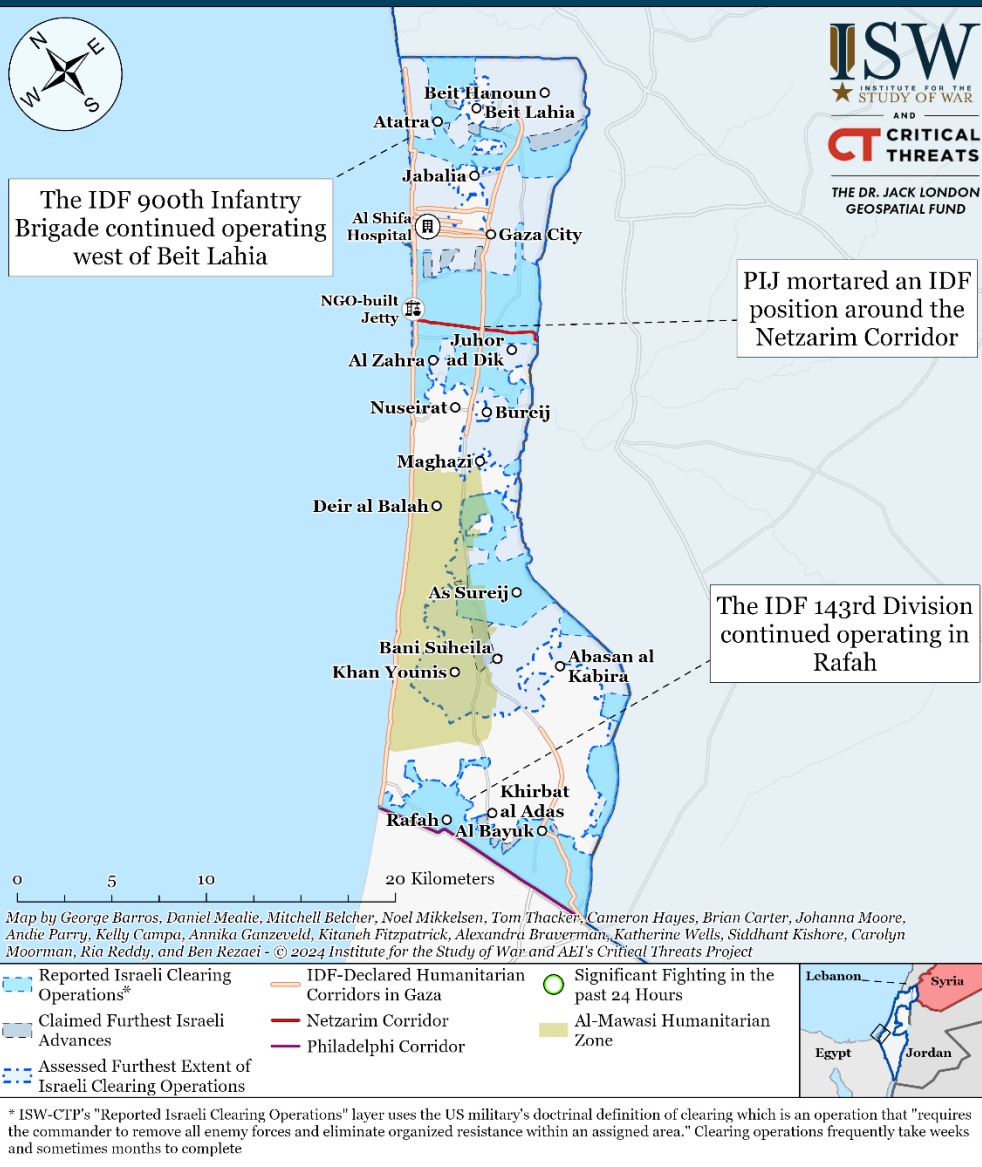 N
E
W
S
ISW
INSTITUTE FOR THE
STUDY OF WAR
AND
CT CRITICAL
THREATS
THE DR. JACK LONDON
GEOSPATIAL FUND
Beit Hanoun
Beit Lahia
Atatra
The IDF 900th Infantry
Brigade continued operating
west of Beit Lahia
Jabalia
Al Shifa
Hospital
Gaza City
PIJ mortared an IDF
position around the
Netzarim Corridor
NGO-built
Jetty
Juhor
ad Dik
Al Zahra
Nuseirat
Bureij
Maghazi
Deir al Balah
As Sureij
The IDF 143rd Division
continued operating in
Rafah
Bani Suheila
Abasan al
Kabira
Khan Younis
Khirbat
al Adas
Rafah
Al Bayuk
0 5 10 20 Kilometers
Map by George Barros, Daniel Mealie, Mitchell Belcher, Noel Mikkelsen, Tom Thacker, Cameron Hayes, Brian Carter, Johanna Moore,
Andie Parry, Kelly Campa, Annika Ganzeveld, Kitaneh Fitzpatrick, Alexandra Braverman, Katherine Wells, Siddhant Kishore, Carolyn
Moorman, Ria Reddy, and Ben Rezaei - © 2024 Institute for the Study of War and AEI's Critical Threats Project
Reported Israeli Clearing
Operations*
Claimed Furthest Israeli
Advances
Assessed Furthest Extent of
Israeli Clearing Operations
IDF-Declared Humanitarian
Corridors in Gaza
Netzarim Corridor
Philadelphi Corridor
Significant Fighting in the
past 24 Hours
Al-Mawasi Humanitarian
Zone
Lebanon
Syria
Egypt
Jordan
* ISW-CTP's "Reported Israeli Clearing Operations" layer uses the US military's doctrinal definition of clearing which is an operation that "requires
the commander to remove all enemy forces and eliminate organized resistance within an assigned area." Clearing operations frequently take weeks
and sometimes months to complete